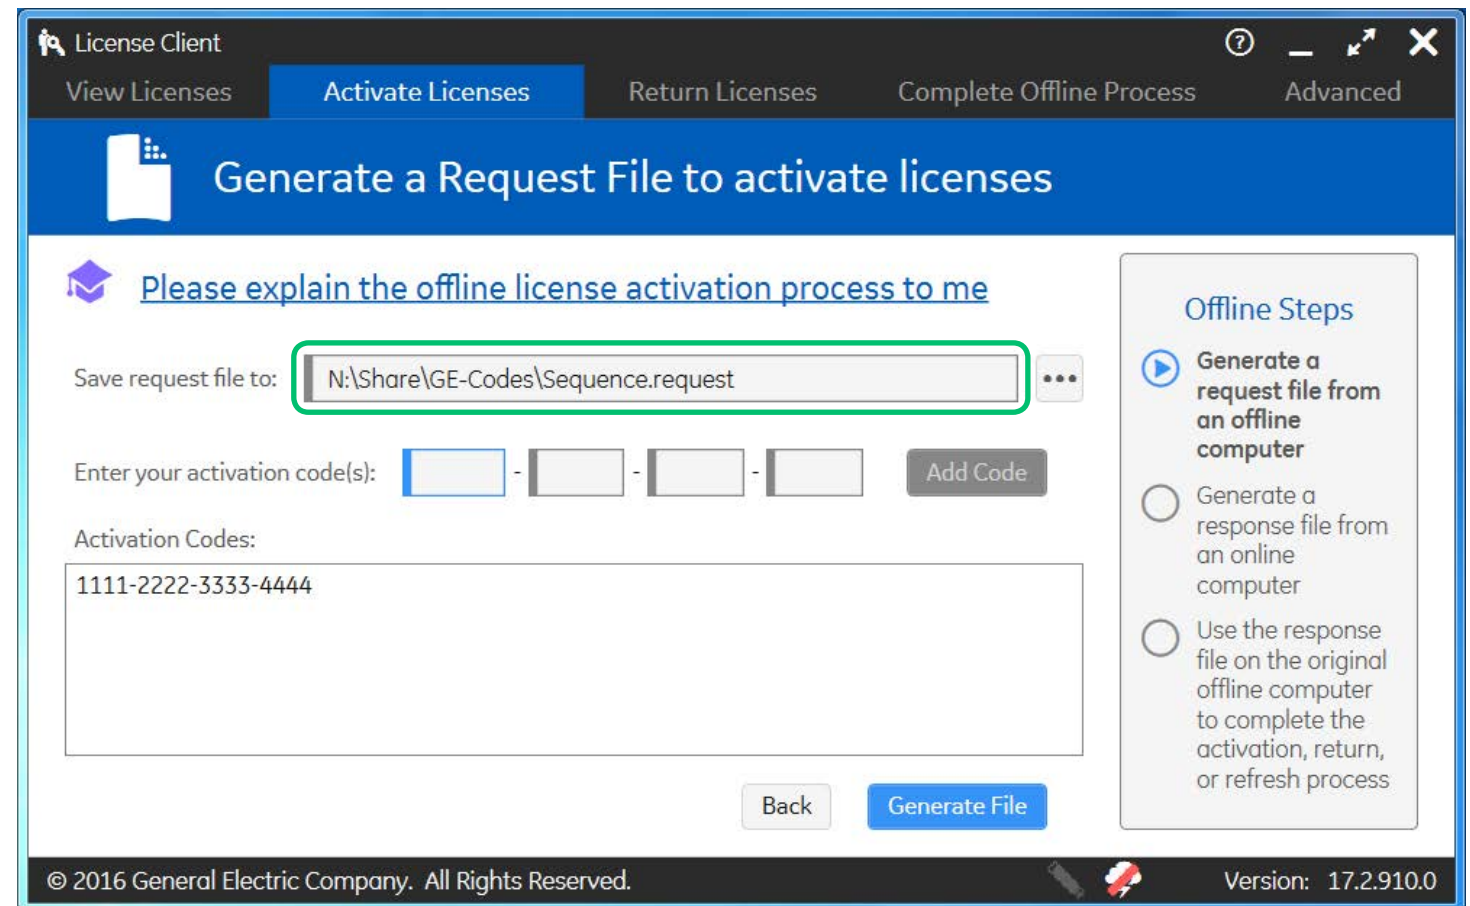 License Client
View Licenses Activate Licenses Return Licenses Complete Offline Process Advanced
Generate a Request File to activate licenses
Please explain the offline license activation process to me
Save request file to: N:\Share\GE-Codes\Sequence.request •••
Enter your activation code(s): - - - Add Code
Activation Codes:
1111-2222-3333-4444
Back Generate File
Offline Steps
Generate a
request file from
an offline
computer
Generate a
response file from
an online
computer
Use the response
file on the original
offline computer
to complete the
activation, return,
or refresh process
© 2016 General Electric Company. All Rights Reserved. Version: 17.2.910.0